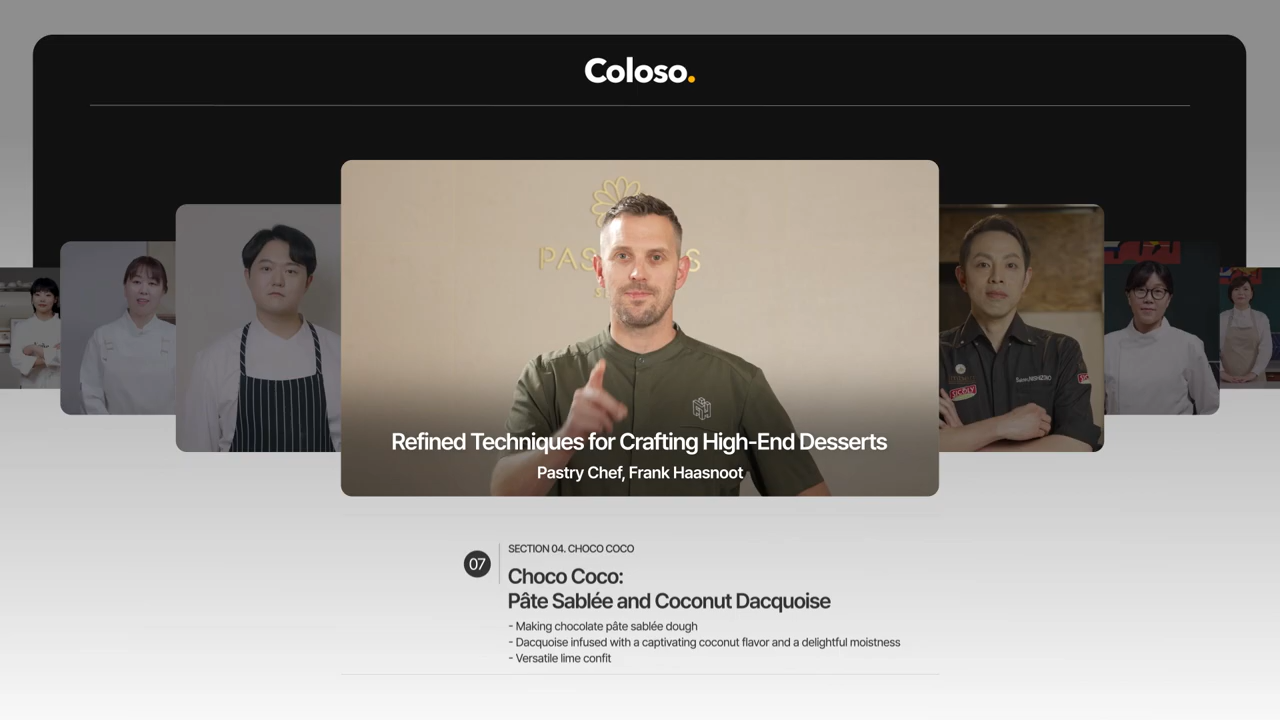 Coloso.
Refined Techniques for Crafting High-End Desserts
Pastry Chef, Frank Haasnoot
07
SECTION 04. CHOCO COCO
Choco Coco:
Pâte Sablée and Coconut Dacquoise
- Making chocolate pâte sablée dough
- Dacquoise infused with a captivating coconut flavor and a delightful moistness
- Versatile lime confit